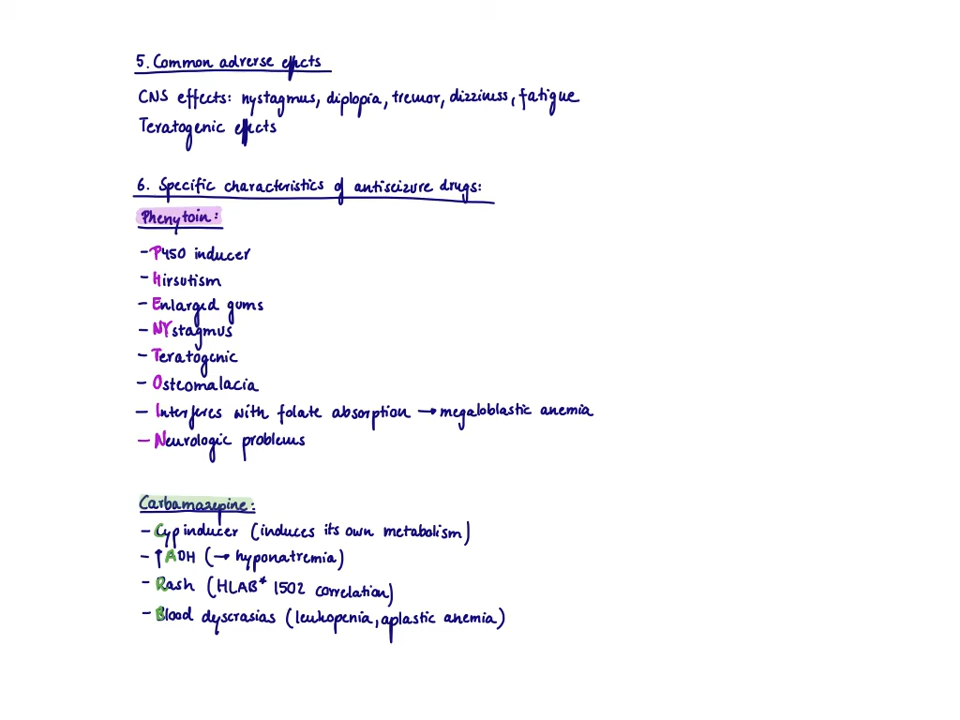 5. Common adverse effects
CNS effects: nystagmus, diplopia, tremor, dizziness, fatigue
Teratogenic effects
6. Specific characteristics of antiseizure drugs:
Phenytoin:
- P450 inducer
- Hirsutism
- Enlarged gums
- NYstagmus
- Teratogenic
- Osteomalacia
- Interferes with folate absorption → megaloblastic anemia
- Neurologic problems
Carbamazepine:
- Cyp inducer (induces its own metabolism)
- ↑ADH (→ hyponatremia)
- Rash (HLAB* 1502 correlation)
- Blood dyscrasias (leukopenia, aplastic anemia)